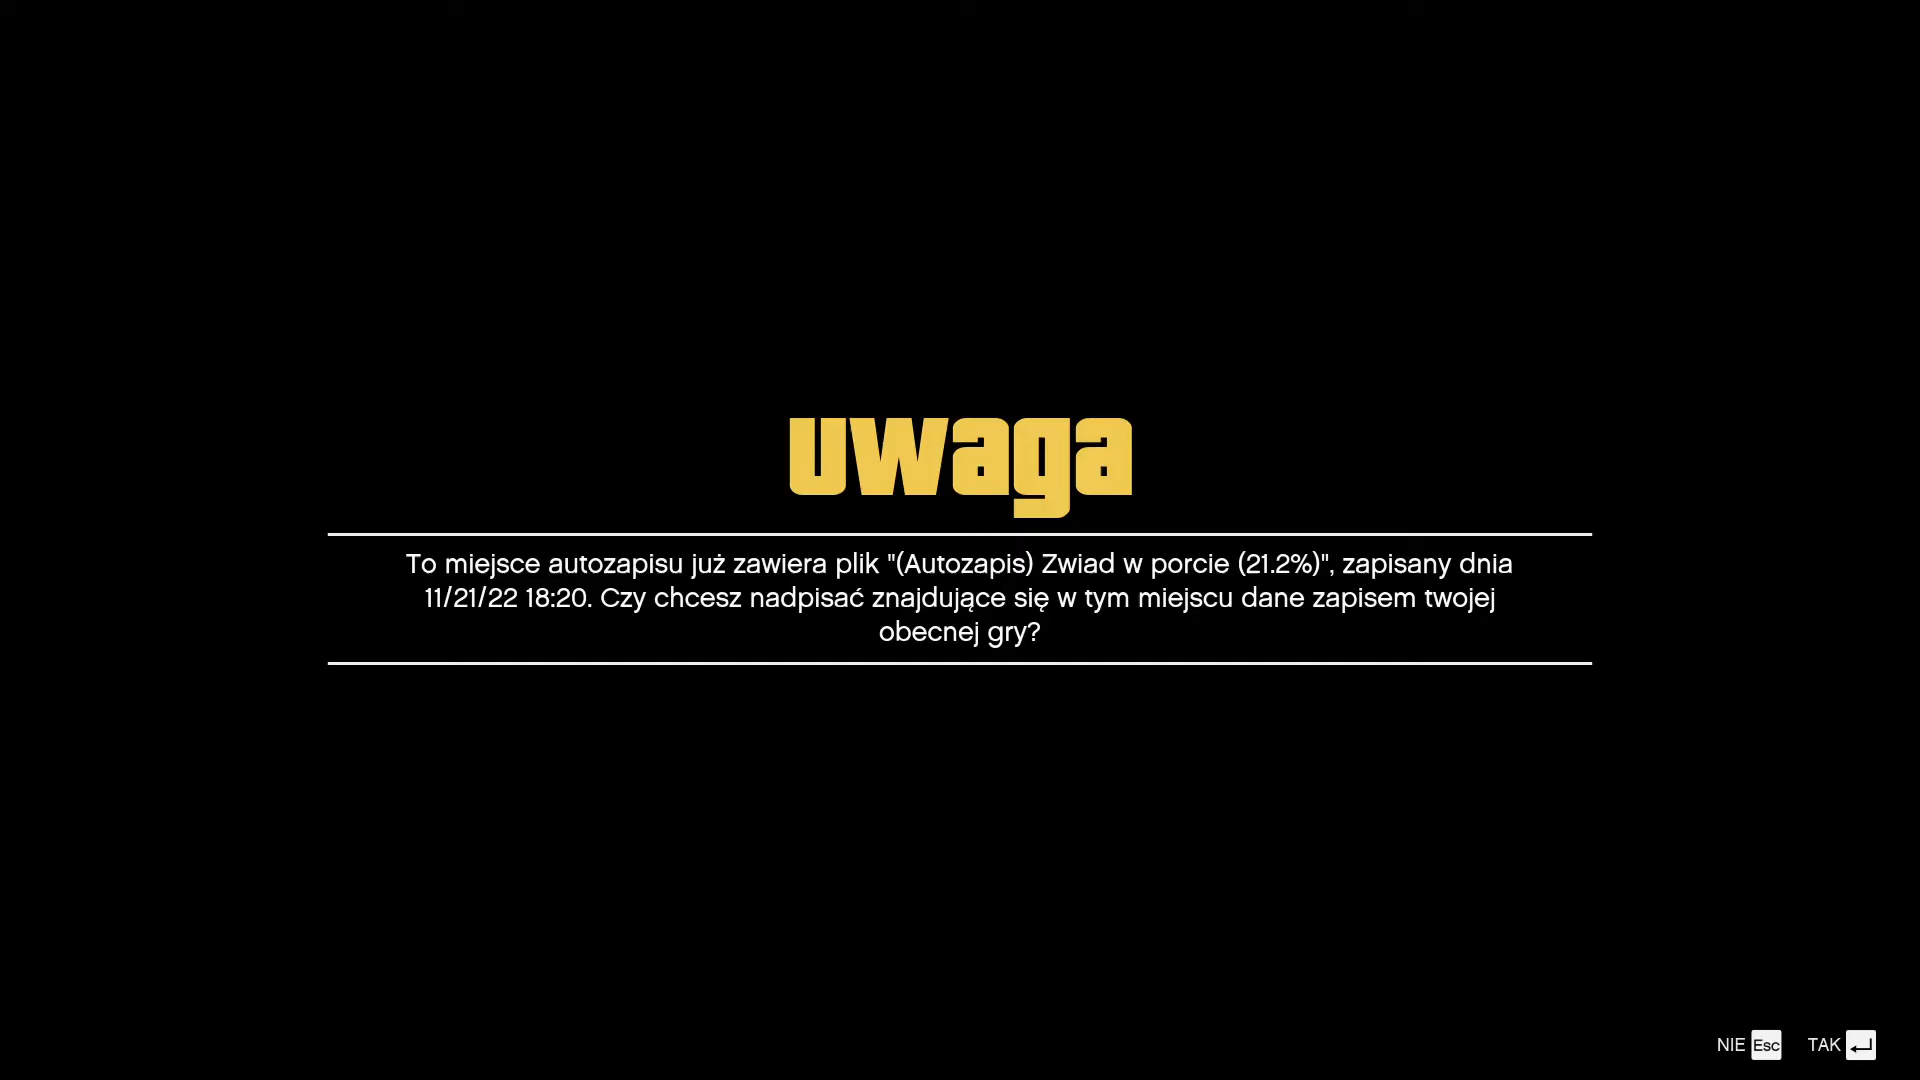 uwaga
To miejsce autozapisu już zawiera plik "(Autozapis) Zwiad w porcie (21.2%)", zapisany dnia
11/21/22 18:20. Czy chcesz nadpisać znajdujące się w tym miejscu dane zapisem twojej
obecnej gry?
NIE Esc TAK